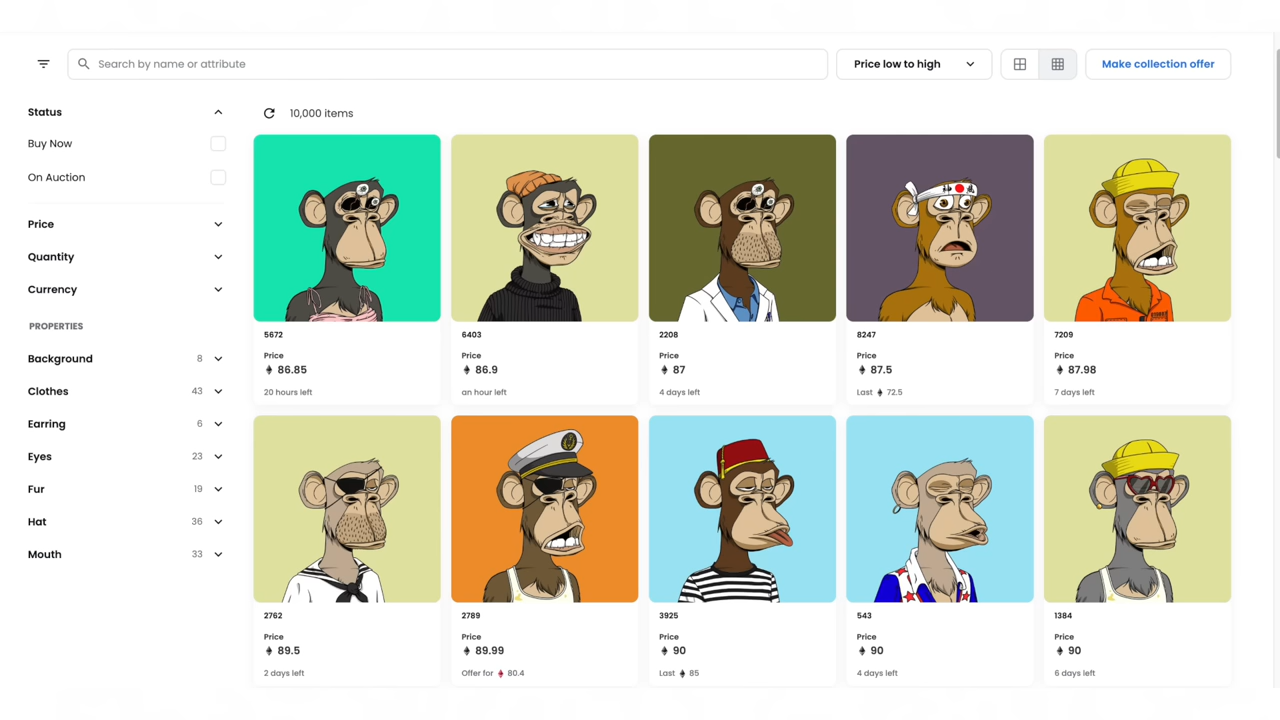 Search by name or attribute
Price low to high
Make collection offer
Status
Buy Now
On Auction
Price
Quantity
Currency
PROPERTIES
Background 8
Clothes 43
Earring 6
Eyes 23
Fur 19
Hat 36
Mouth 33
10,000 items
5672
Price
86.85
20 hours left
6403
Price
86.9
an hour left
2208
Price
87
4 days left
8247
Price
87.5
Last 72.5
7209
Price
87.98
7 days left
2762
Price
89.5
2 days left
2789
Price
89.99
Offer for 80.4
3925
Price
90
Last 85
543
Price
90
4 days left
1384
Price
90
6 days left